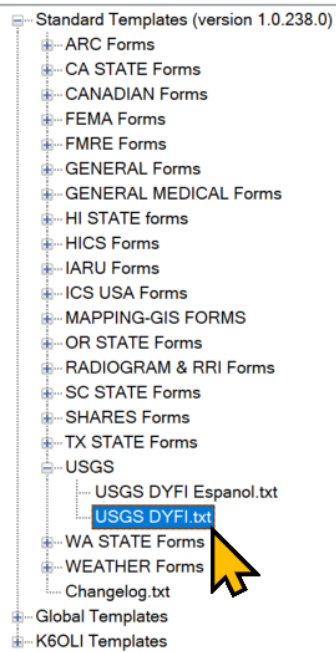 Standard Templates (version 1.0.238.0)
ARC Forms
CA STATE Forms
CANADIAN Forms
FEMA Forms
FMRE Forms
GENERAL Forms
GENERAL MEDICAL Forms
HI STATE forms
HICS Forms
IARU Forms
ICS USA Forms
MAPPING-GIS FORMS
OR STATE Forms
RADIOGRAM & RRI Forms
SC STATE Forms
SHARES Forms
TX STATE Forms
USGS
USGS DYFI Espanol.txt
USGS DYFI.txt
WA STATE Forms
WEATHER Forms
Changelog.txt
Global Templates
K6OLI Templates